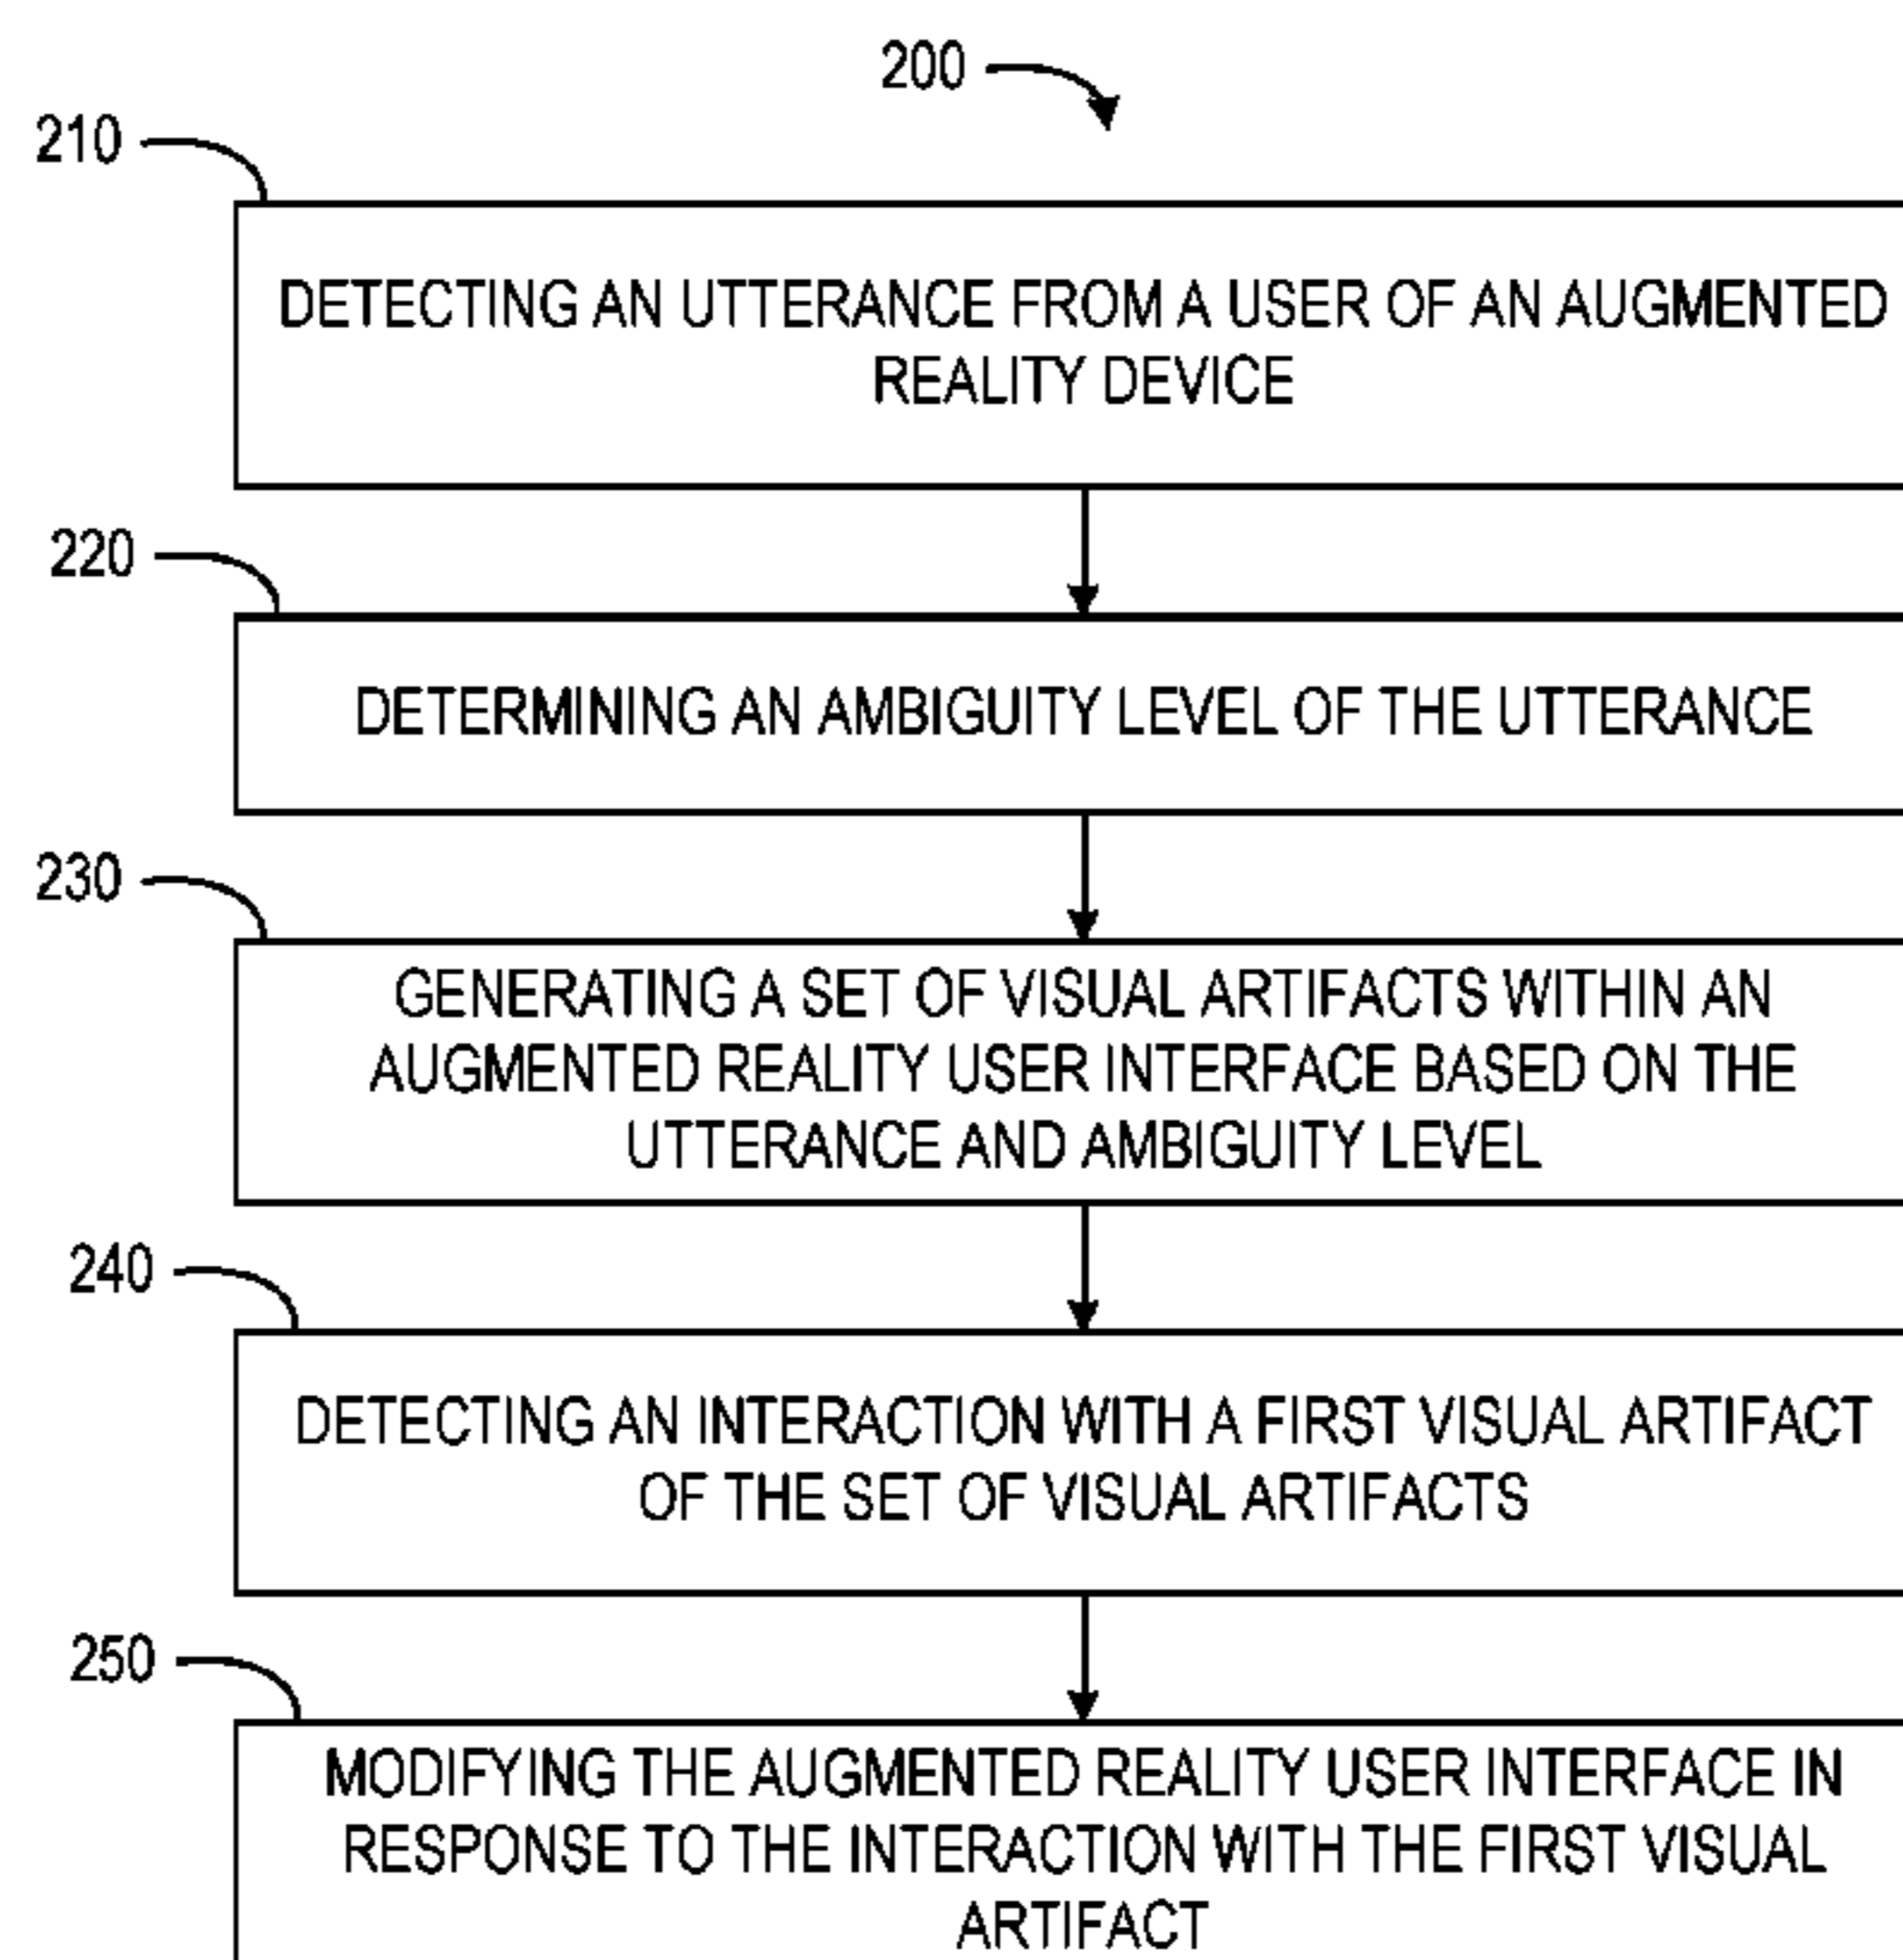 200
210
DETECTING AN UTTERANCE FROM A USER OF AN AUGMENTED
REALITY DEVICE
220
DETERMINING AN AMBIGUITY LEVEL OF THE UTTERANCE
230
GENERATING A SET OF VISUAL ARTIFACTS WITHIN AN
AUGMENTED REALITY USER INTERFACE BASED ON THE
UTTERANCE AND AMBIGUITY LEVEL
240
DETECTING AN INTERACTION WITH A FIRST VISUAL ARTIFACT
OF THE SET OF VISUAL ARTIFACTS
250
MODIFYING THE AUGMENTED REALITY USER INTERFACE IN
RESPONSE TO THE INTERACTION WITH THE FIRST VISUAL
ARTIFACT